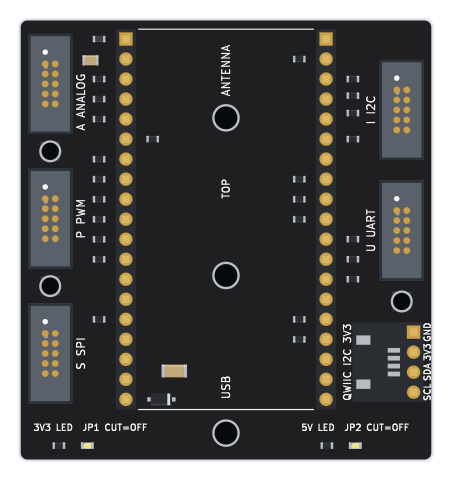 ANTENNA
A ANALOG
I I2C
TOP
P PWM
U UART
S SPI
USB
QWIIC I2C 3V3
GND
3V3
SDA
SCL
3V3 LED
JP1 CUT=OFF
5V LED
JP2 CUT=OFF